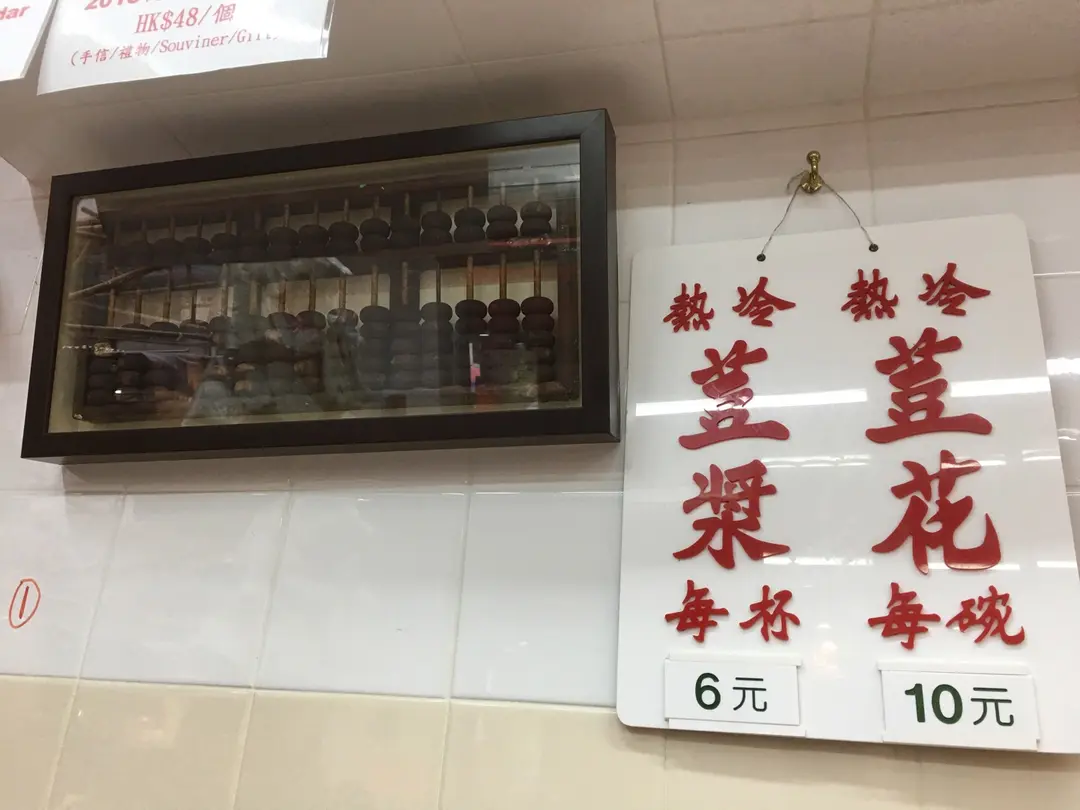 dar
HK$48/個
(手信/禮物/Souviner/
熱冷
荳漿
每杯
6元
熱冷
荳花
每碗
10元
①